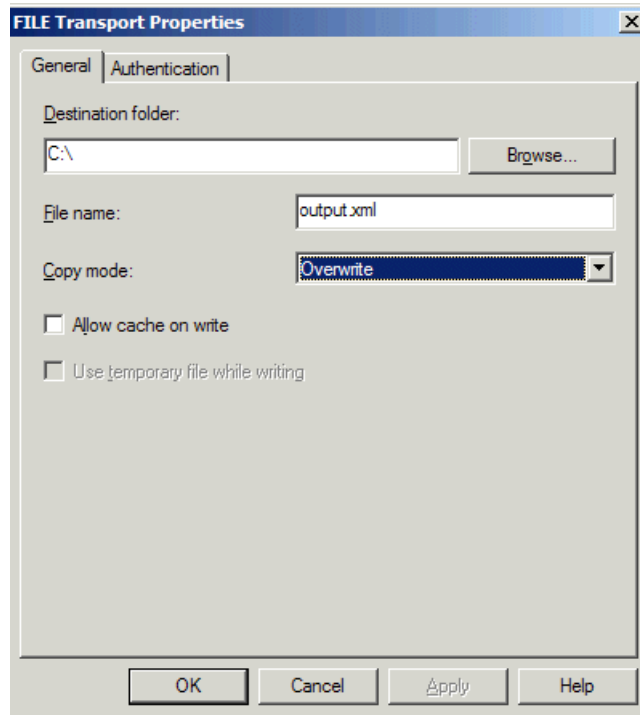 FILE Transport Properties
General
Authentication
Destination folder:
C:\
Browse...
File name:
output.xml
Copy mode:
Overwrite
Allow cache on write
Use temporary file while writing
OK
Cancel
Apply
Help